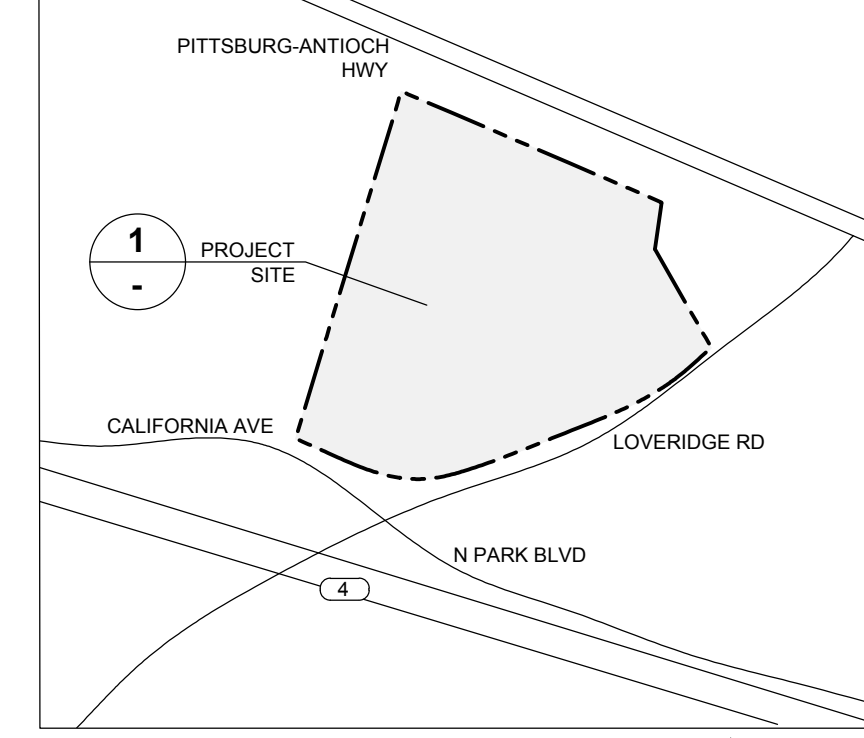 PITTSBURG-ANTIOCH
HWY
1
-
PROJECT
SITE
CALIFORNIA AVE
LOVERIDGE RD
N PARK BLVD
4